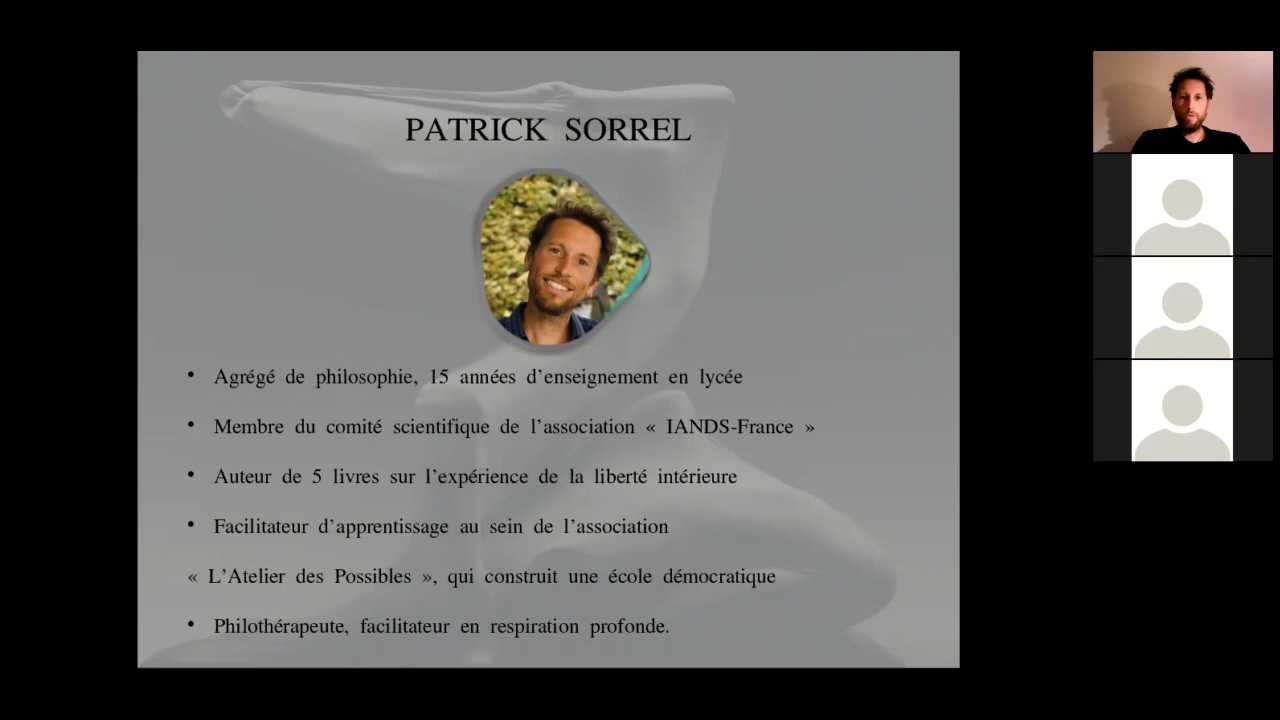 PATRICK SORREL
• Agrégé de philosophie, 15 années d’enseignement en lycée
• Membre du comité scientifique de l’association « IANDS-France »
• Auteur de 5 livres sur l’expérience de la liberté intérieure
• Facilitateur d’apprentissage au sein de l’association
« L’Atelier des Possibles », qui construit une école démocratique
• Philothérapeute, facilitateur en respiration profonde.